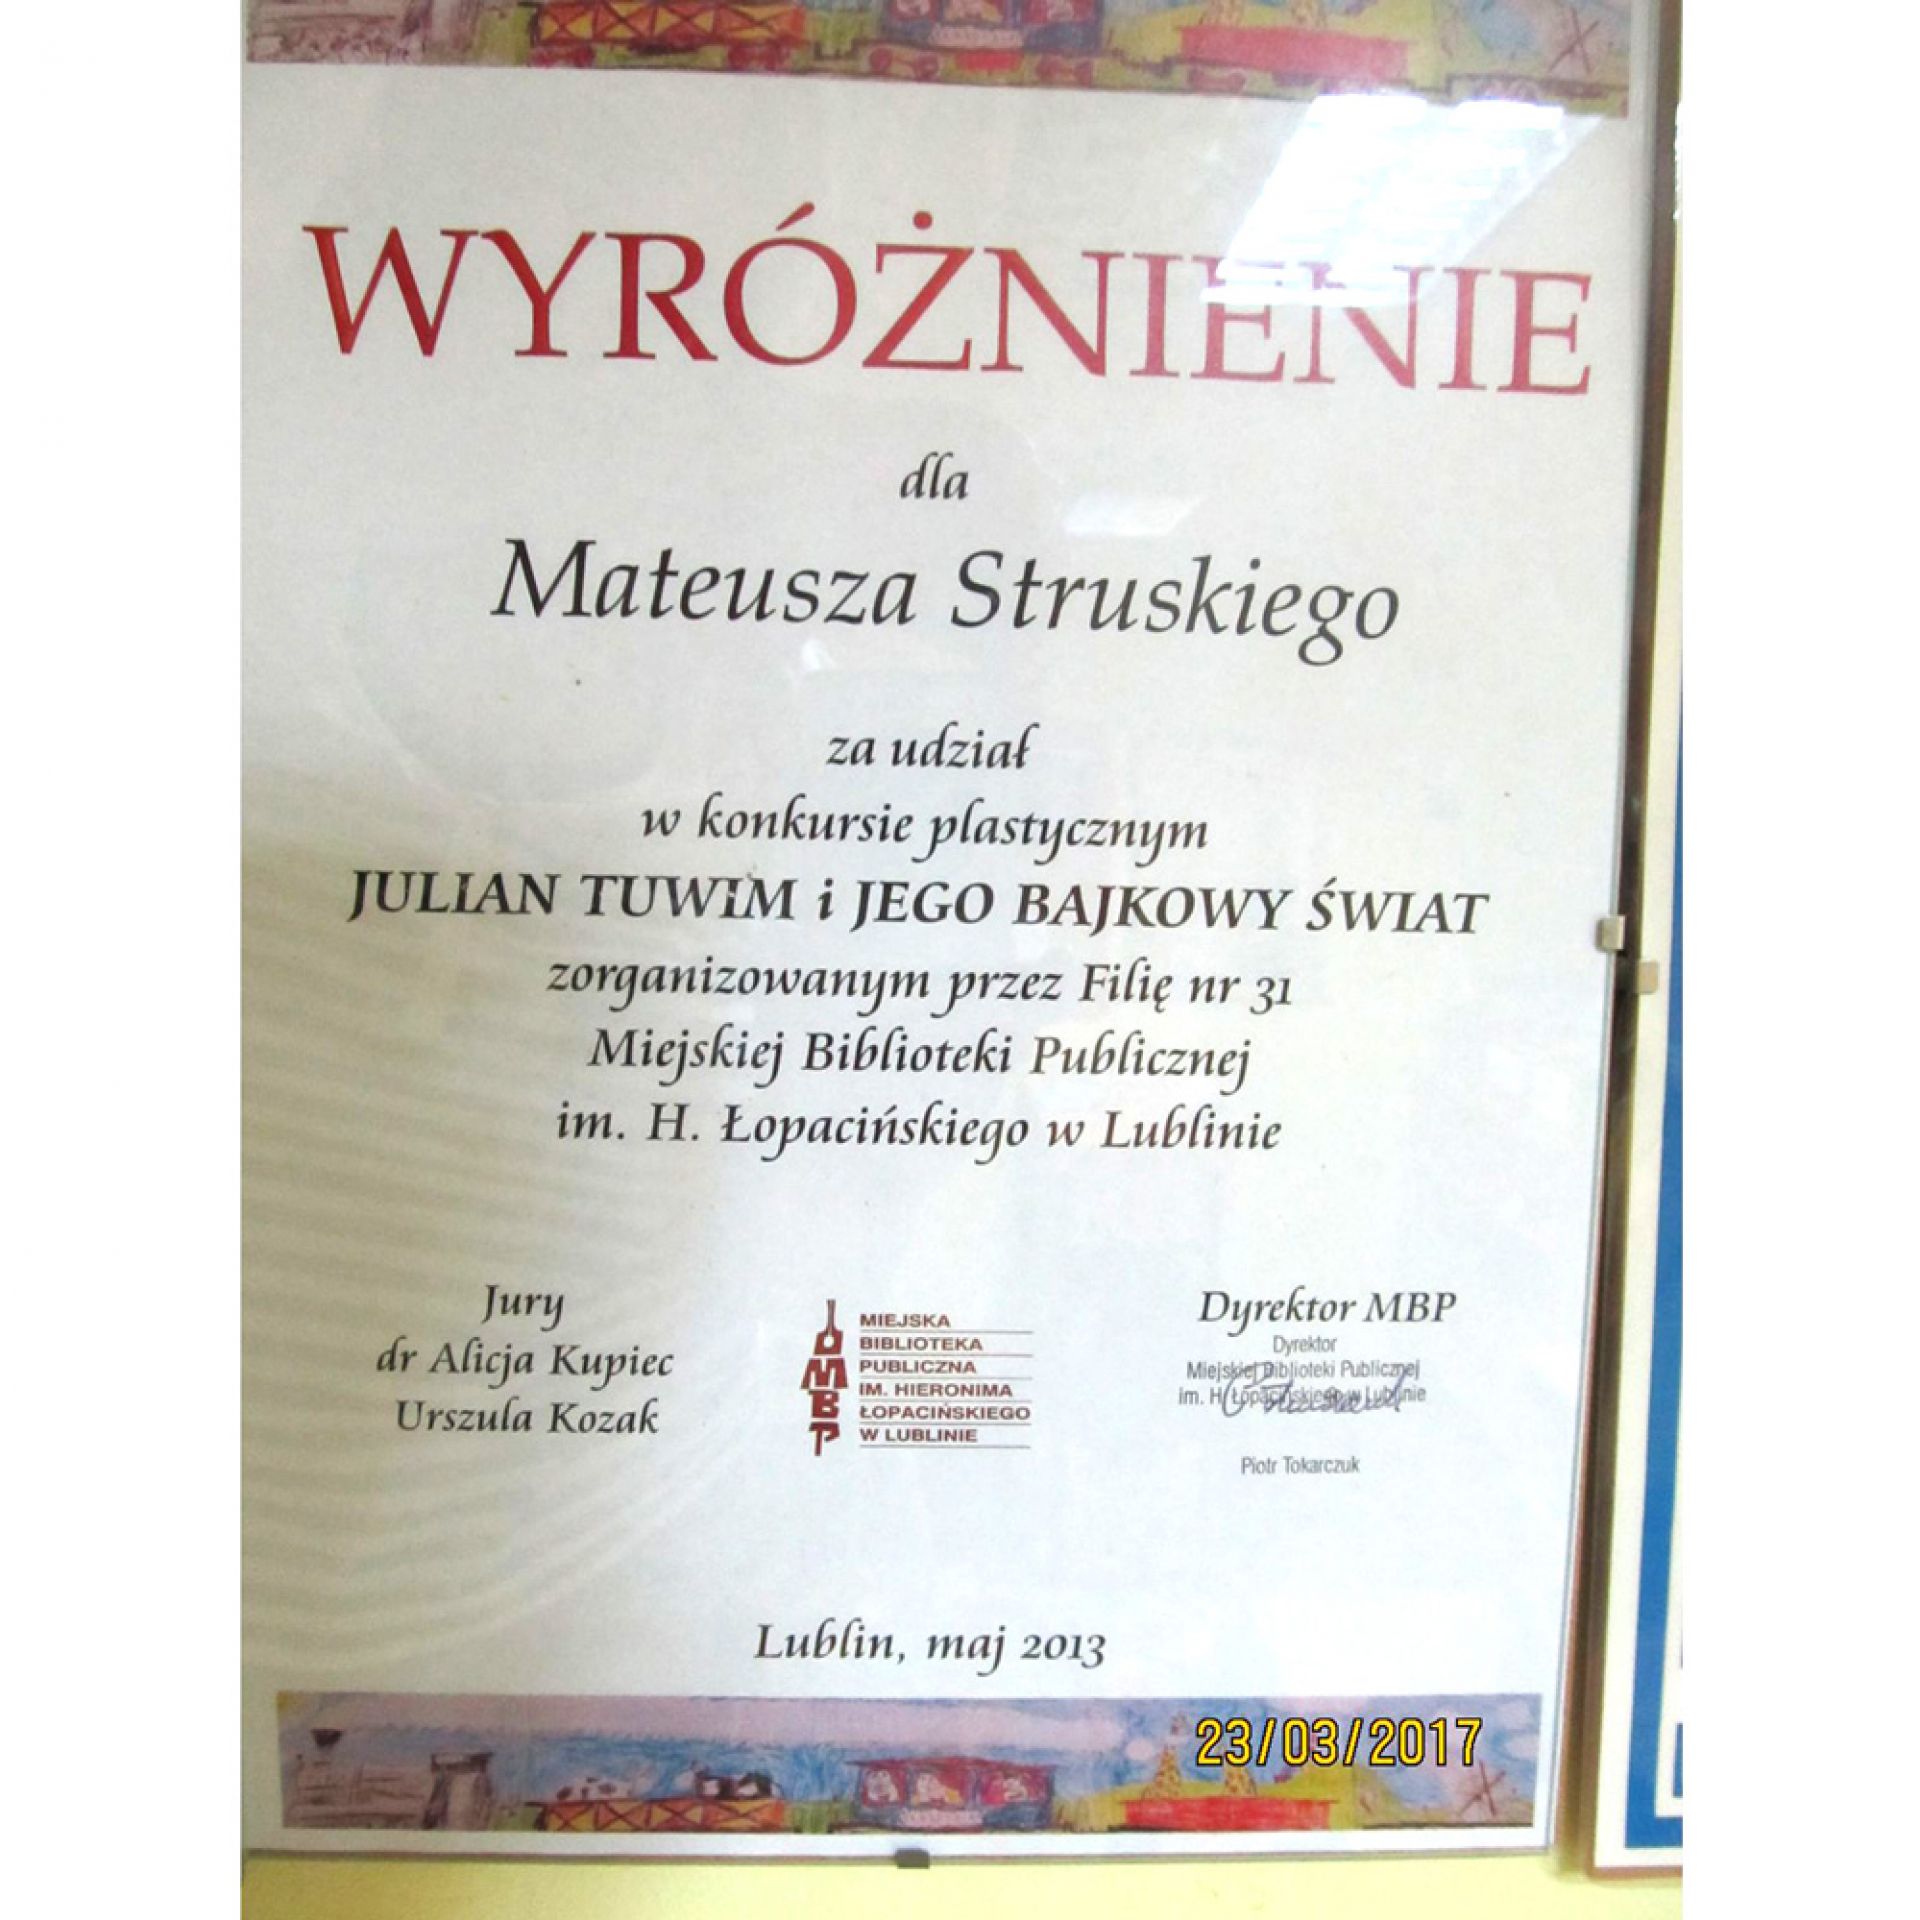 WYRÓŻNIENIE
dla
Mateusza Struskiego
za udział
w konkursie plastycznym
JULIAN TUWIM i JEGO BAJKOWY ŚWIAT
zorganizowanym przez Filię nr 31
Miejskiej Biblioteki Publicznej
im. H. Łopacińskiego w Lublinie
Jury
dr Alicja Kupiec
Urszula Kozak
MBP
MIEJSKA
BIBLIOTEKA
PUBLICZNA
IM. HIERONIMA
ŁOPACIŃSKIEGO
W LUBLINIE
Dyrektor MBP
Dyrektor
Miejskiej Biblioteki Publicznej
im. H. Łopacińskiego w Lublinie
Piotr Tokarczuk
Lublin, maj 2013
23/03/2017